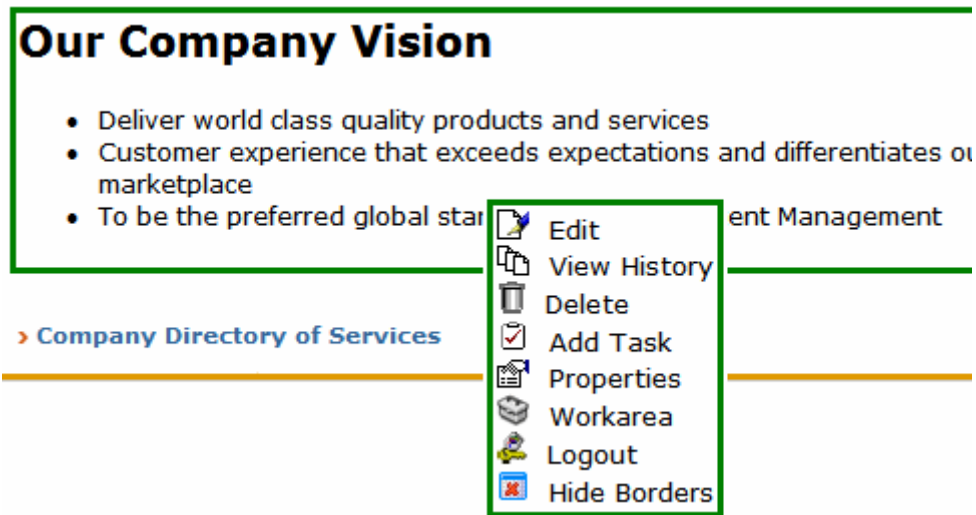 Our Company Vision
• Deliver world class quality products and services
• Customer experience that exceeds expectations and differentiates
marketplace
• To be the preferred global ent Management
Edit
View History
Delete
› Company Directory of Services
Add Task
Properties
Workarea
Logout
Hide Borders